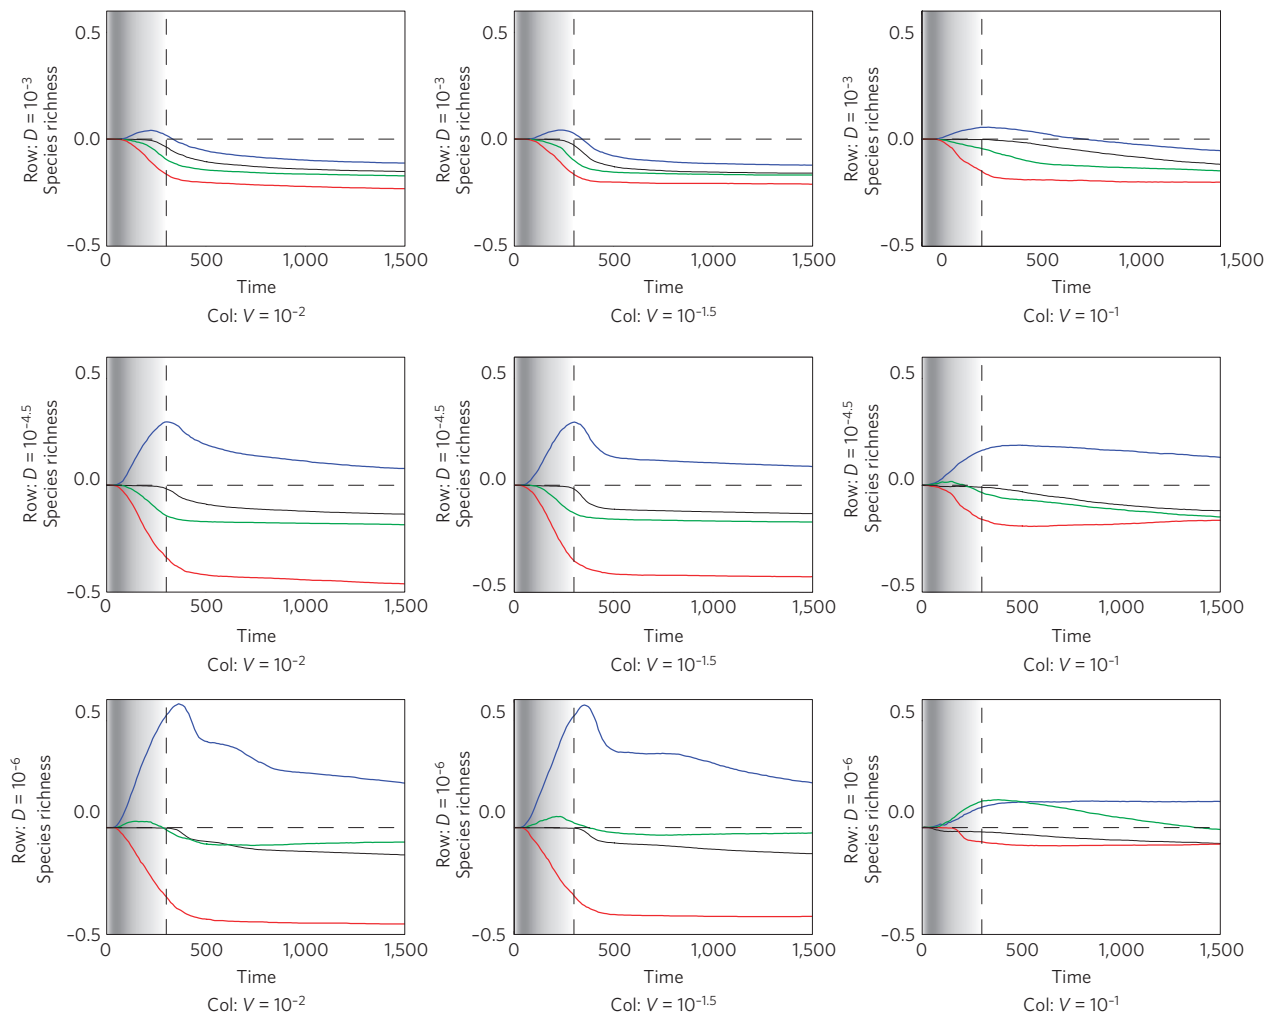 0.5
0.0
−0.5
Row: D = 10⁻³
Species richness
0 500 1,000 1,500
Time
Col: V = 10⁻²
0.5
0.0
−0.5
Row: D = 10⁻³
Species richness
0 500 1,000 1,500
Time
Col: V = 10⁻¹·⁵
0.5
0.0
−0.5
Row: D = 10⁻³
Species richness
0 500 1,000 1,500
Time
Col: V = 10⁻¹
0.5
0.0
−0.5
Row: D = 10⁻⁴·⁵
Species richness
0 500 1,000 1,500
Time
Col: V = 10⁻²
0.5
0.0
−0.5
Row: D = 10⁻⁴·⁵
Species richness
0 500 1,000 1,500
Time
Col: V = 10⁻¹·⁵
0.5
0.0
−0.5
Row: D = 10⁻⁴·⁵
Species richness
0 500 1,000 1,500
Time
Col: V = 10⁻¹
0.5
0.0
−0.5
Row: D = 10⁻⁶
Species richness
0 500 1,000 1,500
Time
Col: V = 10⁻²
0.5
0.0
−0.5
Row: D = 10⁻⁶
Species richness
0 500 1,000 1,500
Time
Col: V = 10⁻¹·⁵
0.5
0.0
−0.5
Row: D = 10⁻⁶
Species richness
0 500 1,000 1,500
Time
Col: V = 10⁻¹